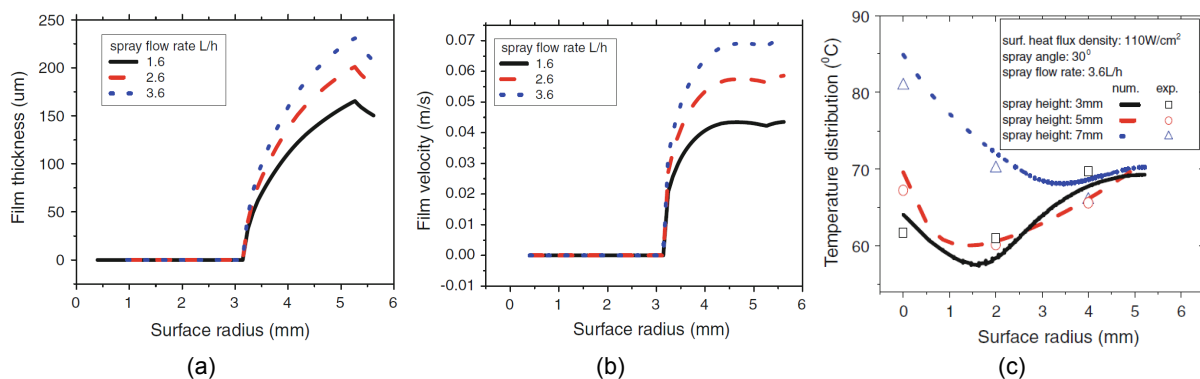 250
200
150
100
50
0
Film thickness (um)
spray flow rate L/h
1.6
2.6
3.6
0 1 2 3 4 5 6
Surface radius (mm)
(a)
0.07
0.06
0.05
0.04
0.03
0.02
0.01
0.00
-0.01
Film velocity (m/s)
spray flow rate L/h
1.6
2.6
3.6
0 1 2 3 4 5 6
Surface radius (mm)
(b)
90
80
70
60
Temperature distribution (⁰C)
surf. heat flux density: 110W/cm²
spray angle: 30⁰
spray flow rate: 3.6L/h
num. exp.
spray height: 3mm
spray height: 5mm
spray height: 7mm
0 1 2 3 4 5 6
Surface radius (mm)
(c)